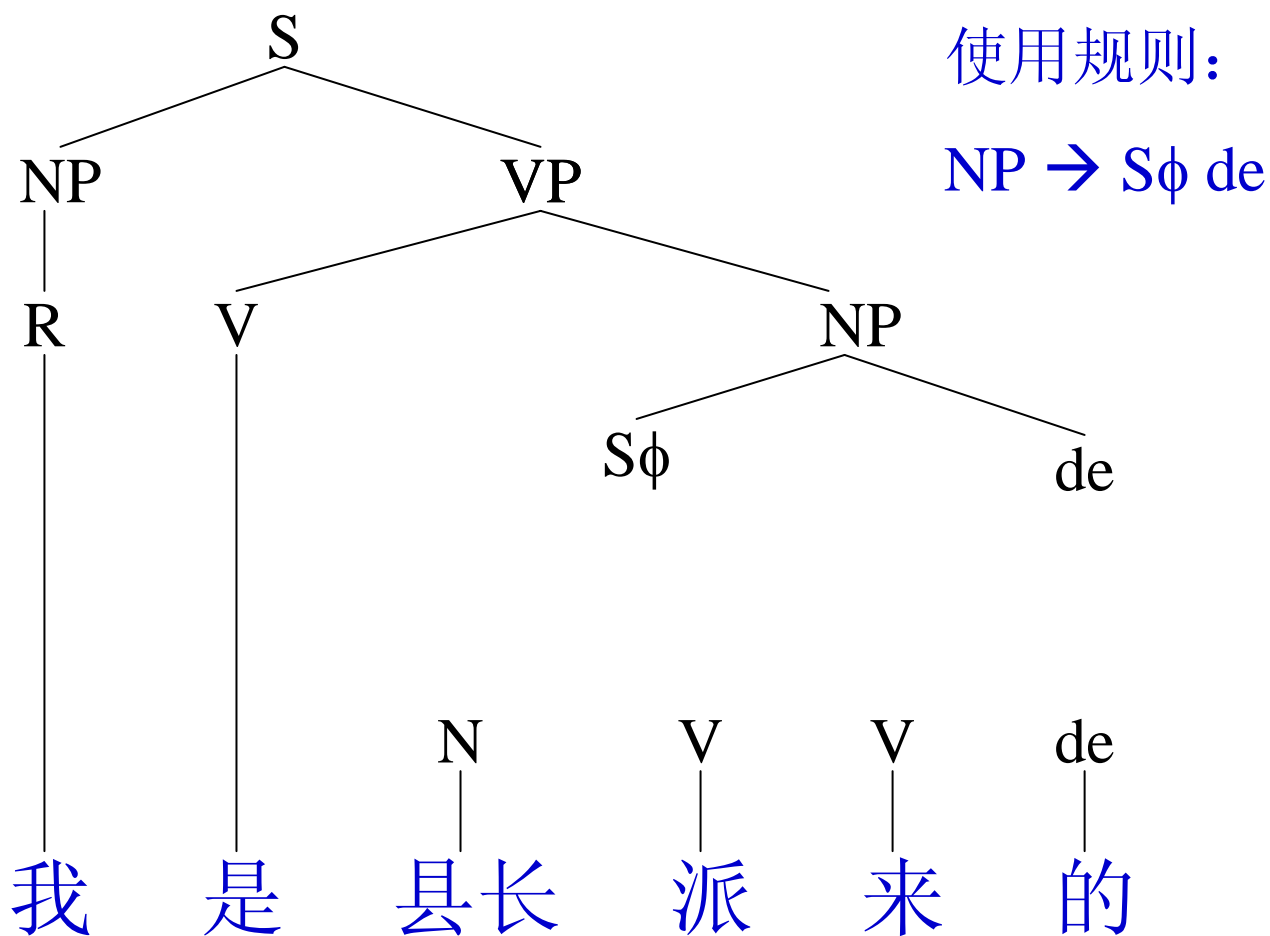 S
使用规则：
NP VP
NP → Sϕ de
R V NP
Sϕ de
N V V de
我 是 县长 派 来 的